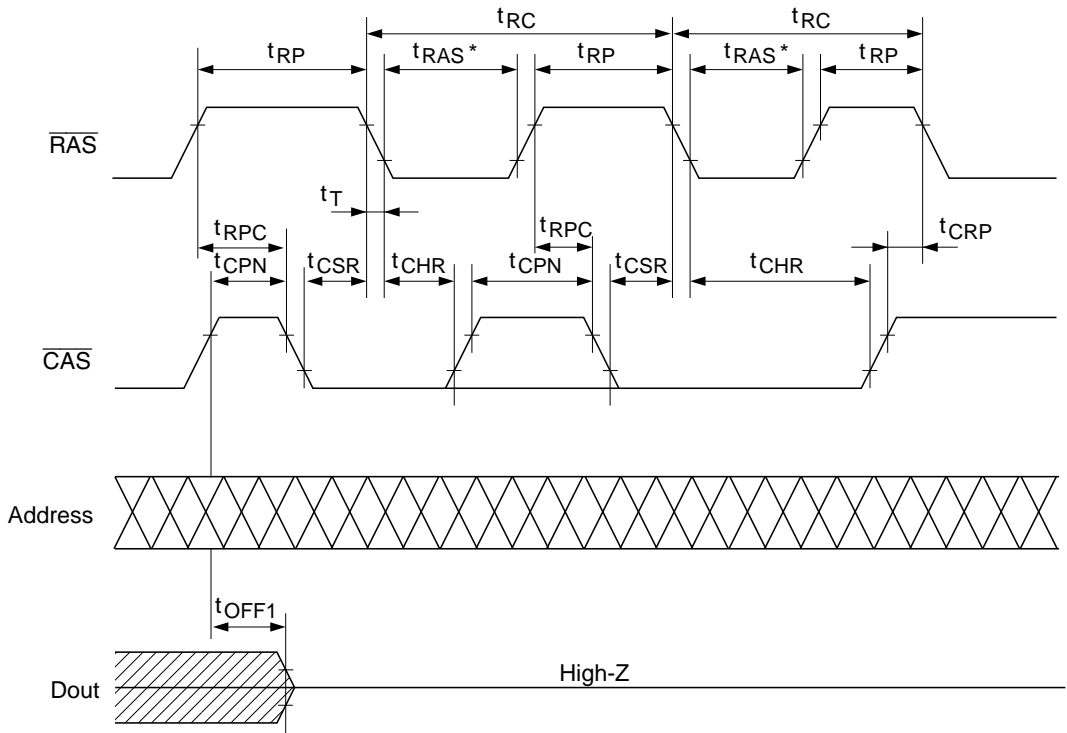 tRC tRC
tRP tRAS* tRP tRAS* tRP
RAS
tT
tRPC tRPC tCRP
tCPN tCSR tCHR tCPN tCSR tCHR
CAS
Address
tOFF1
High-Z
Dout